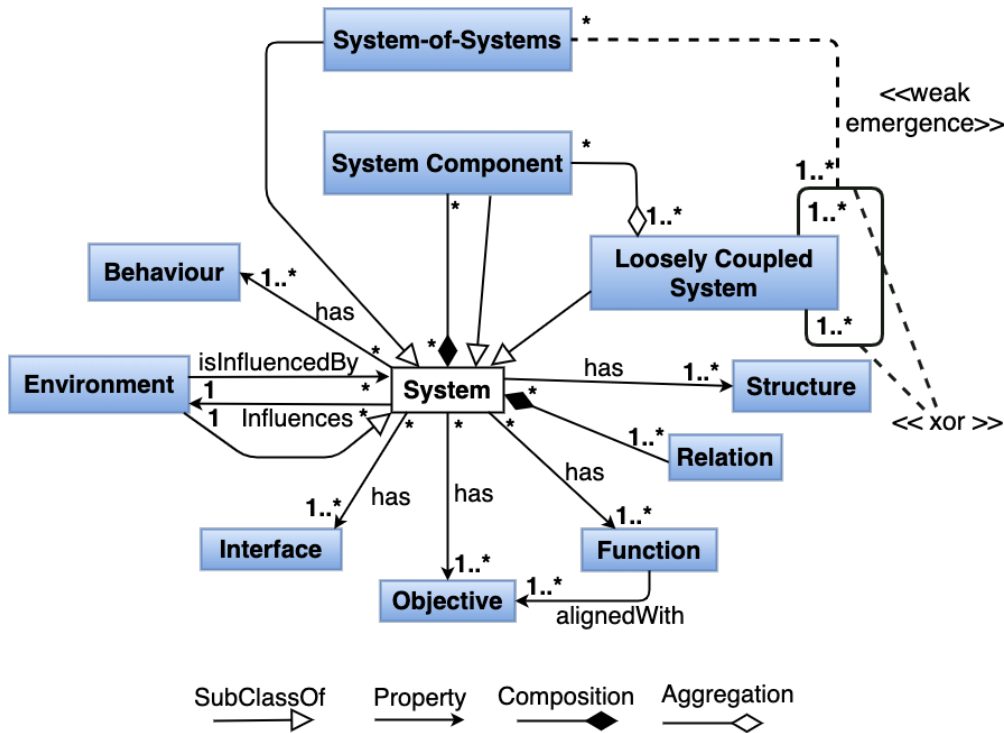 System-of-Systems
*
<<weak
emergence>>
System Component
*
*
1..*
1..*
1..*
Loosely Coupled
System
1..*
Behaviour
1..*
has
*
*
isInfluencedBy
Environment
1
*
System
has
1..*
Structure
1
Influences
*
*
<< xor >>
1..*
Relation
*
*
*
has
has
has
1..*
1..*
Interface
Function
1..*
1..*
Objective
alignedWith
SubClassOf
Property
Composition
Aggregation